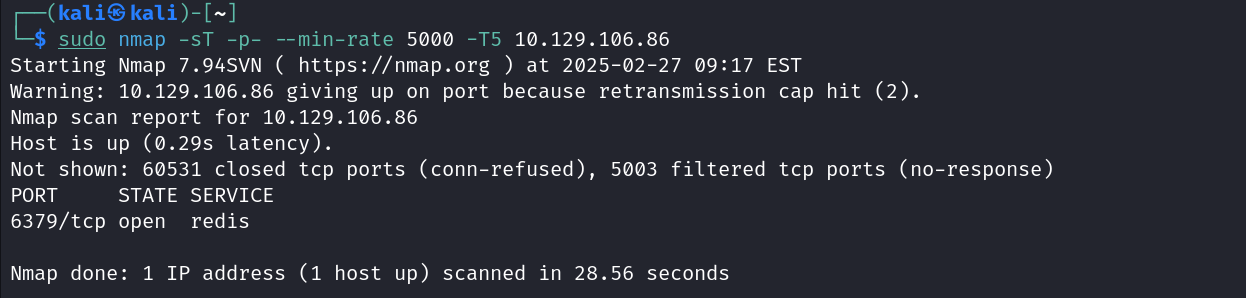 ┌──(kali㉿kali)-[~]
└─$ sudo nmap -sT -p- --min-rate 5000 -T5 10.129.106.86
Starting Nmap 7.94SVN ( https://nmap.org ) at 2025-02-27 09:17 EST
Warning: 10.129.106.86 giving up on port because retransmission cap hit (2).
Nmap scan report for 10.129.106.86
Host is up (0.29s latency).
Not shown: 60531 closed tcp ports (conn-refused), 5003 filtered tcp ports (no-response)
PORT     STATE SERVICE
6379/tcp open  redis
Nmap done: 1 IP address (1 host up) scanned in 28.56 seconds